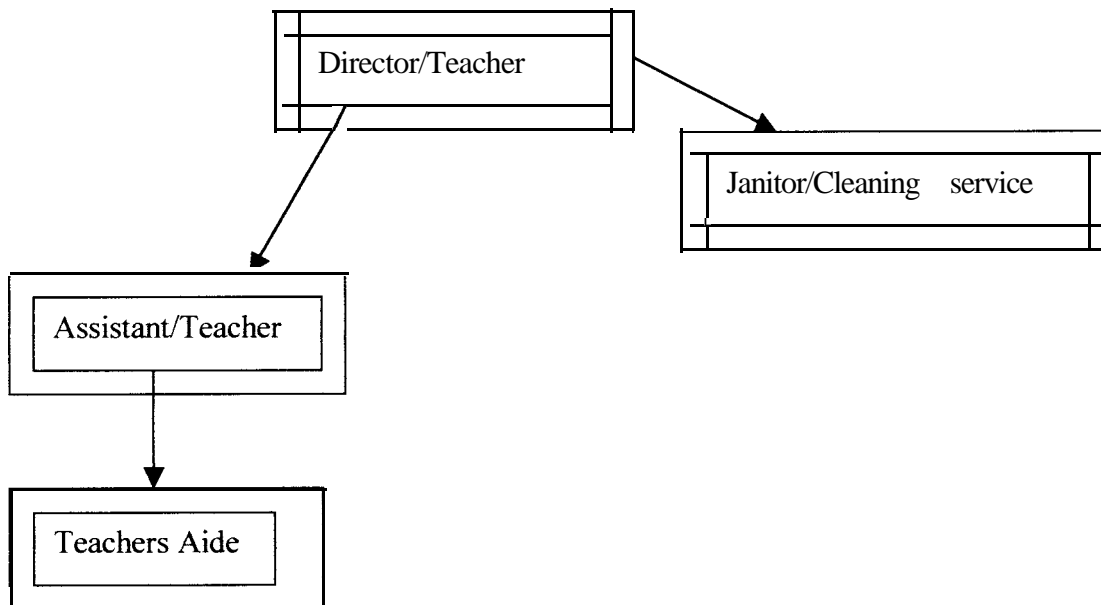 Director/Teacher
Janitor/Cleaning service
Assistant/Teacher
Teachers Aide